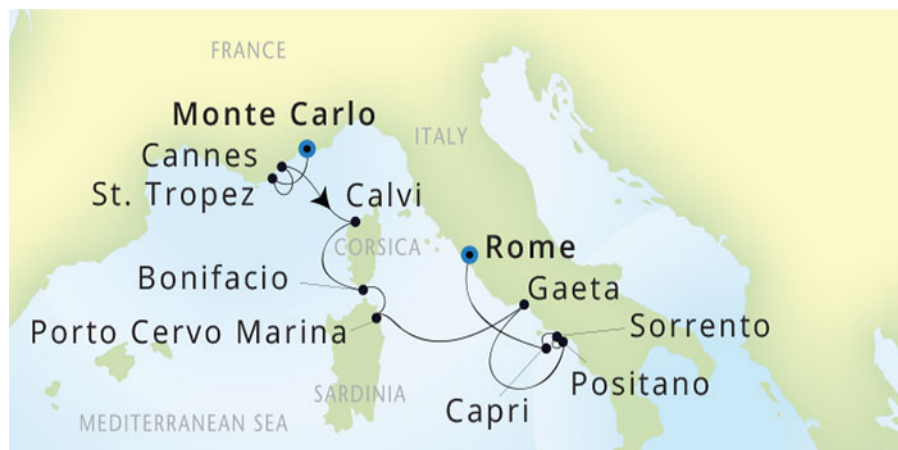 FRANCE
Monte Carlo
ITALY
Cannes
St. Tropez
Calvi
CORSICA
Rome
Bonifacio
Gaeta
Porto Cervo Marina
Sorrento
SARDINIA
Positano
Capri
MEDITERRANEAN SEA